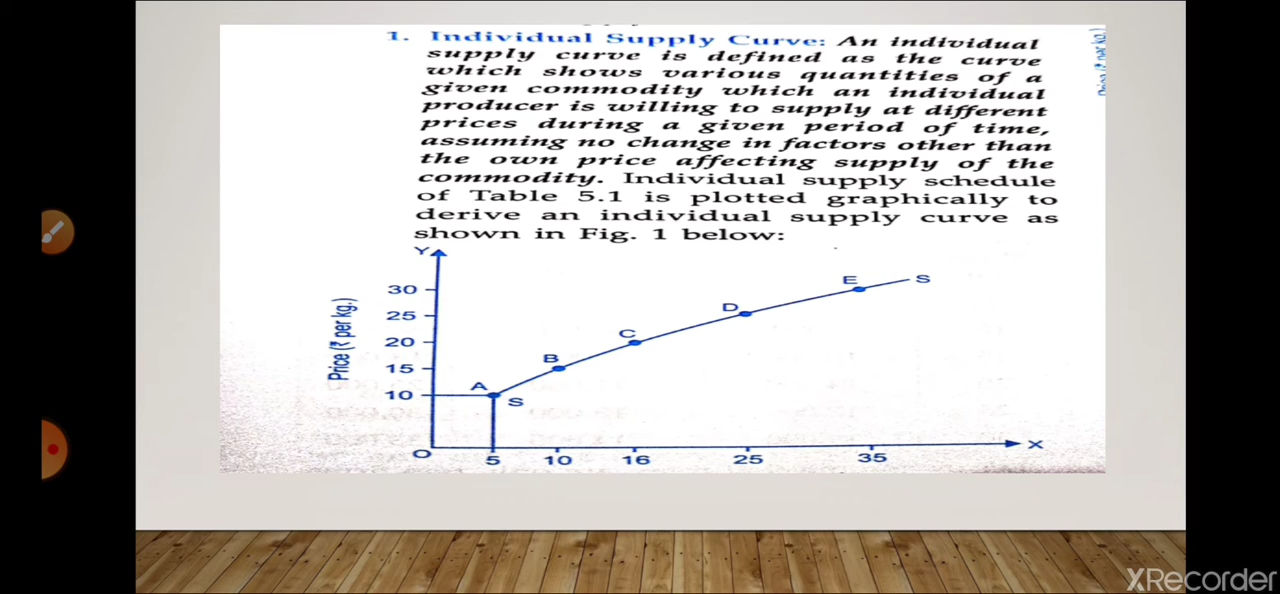 1. Individual Supply Curve: An individual
supply curve is defined as the curve
which shows various quantities of a
given commodity which an individual
producer is willing to supply at different
prices during a given period of time,
assuming no change in factors other than
the own price affecting supply of the
commodity. Individual supply schedule
of Table 5.1 is plotted graphically to
derive an individual supply curve as
shown in Fig. 1 below:
Y
Price (₹ per kg.)
30
25
20
15
10
O
5 10 16 25 35
X
A
B
C
D
E
S
S
XRecorder